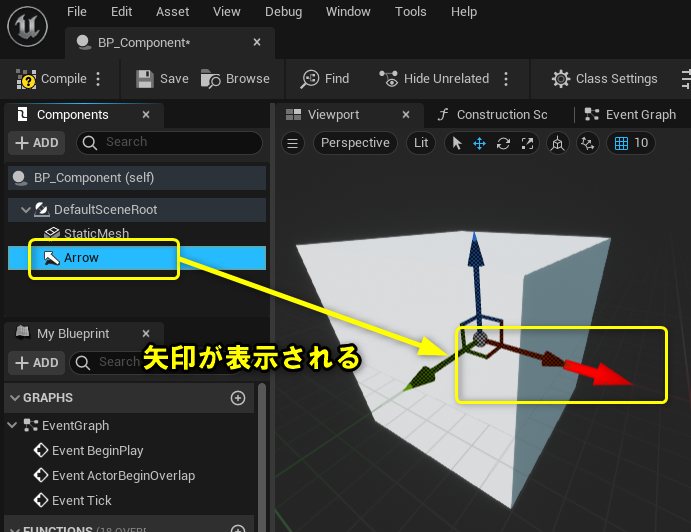 File Edit Asset View Debug Window Tools Help
BP_Component*
Compile Save Browse Find Hide Unrelated Class Settings
Components
Viewport Construction Sc Event Graph
ADD Search
Perspective Lit 10
BP_Component (self)
DefaultSceneRoot
StaticMesh
Arrow
My Blueprint
ADD Search
矢印が表示される
GRAPHS
EventGraph
Event BeginPlay
Event ActorBeginOverlap
Event Tick
FUNCTIONS (18 OVERR